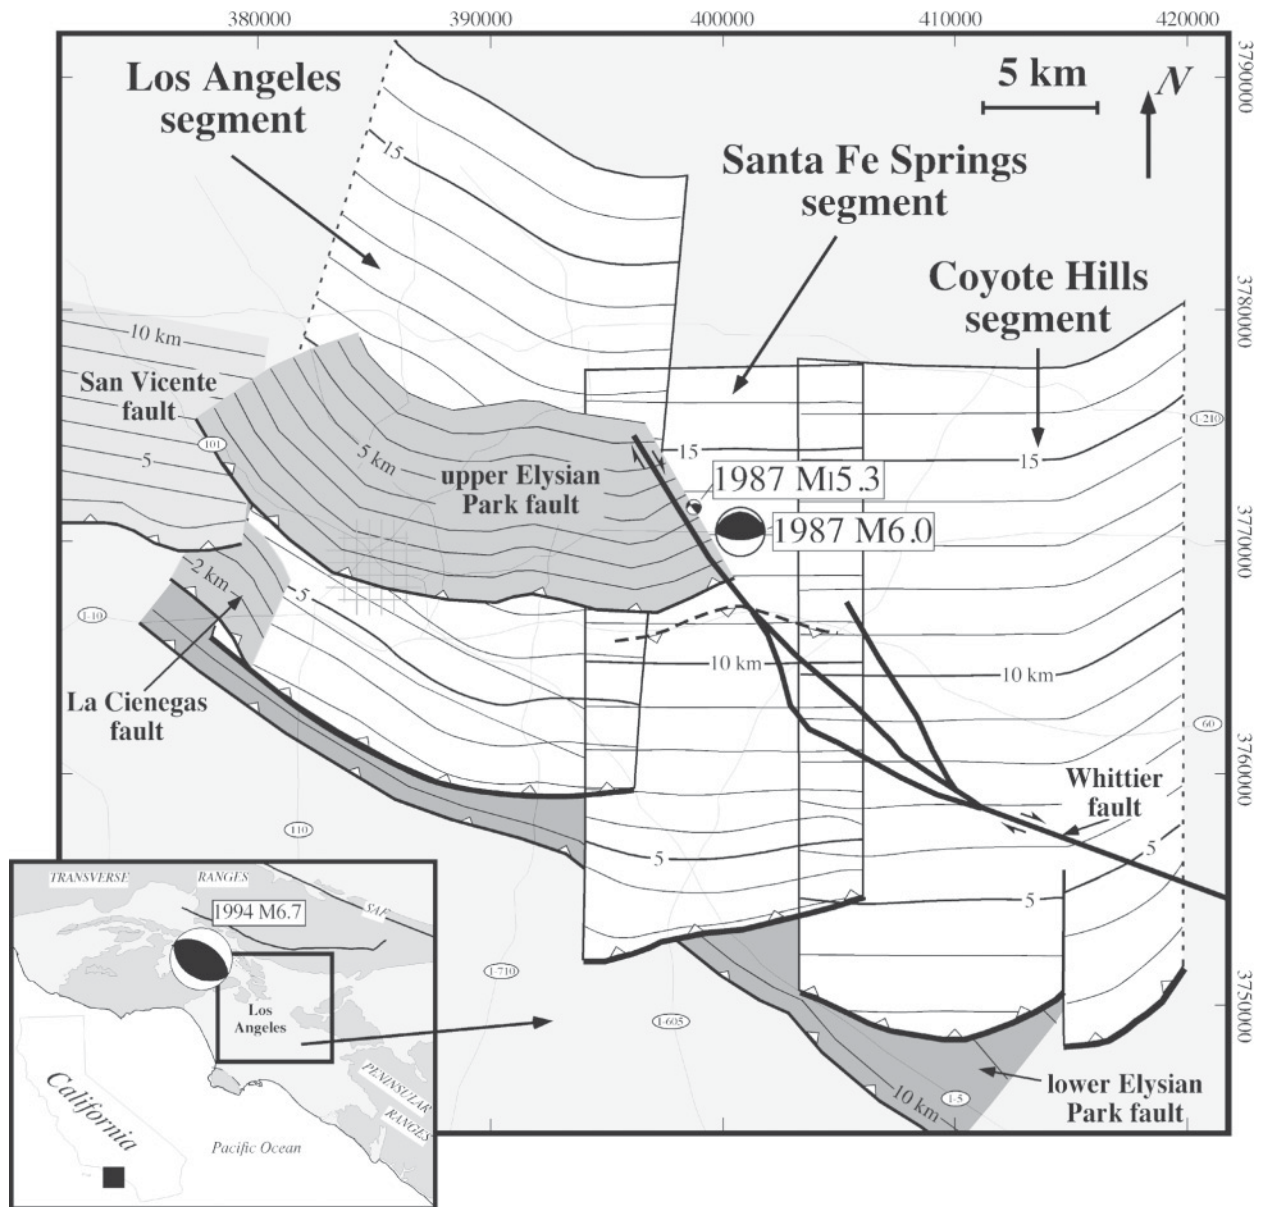 380000
390000
400000
410000
420000
3790000
3780000
3770000
3760000
3750000
5 km
N
Los Angeles
segment
15
Santa Fe Springs
segment
Coyote Hills
segment
10 km
San Vicente
fault
5
101
5 km
upper Elysian
Park fault
15
1987 Ml5.3
1987 M6.0
15
I-210
2 km
5
I-10
La Cienegas
fault
10 km
10 km
60
Whittier
fault
110
5
5
5
I-710
I-605
10 km
I-5
lower Elysian
Park fault
TRANSVERSE
RANGES
SAF
1994 M6.7
Los
Angeles
PENINSULAR
RANGES
California
Pacific Ocean